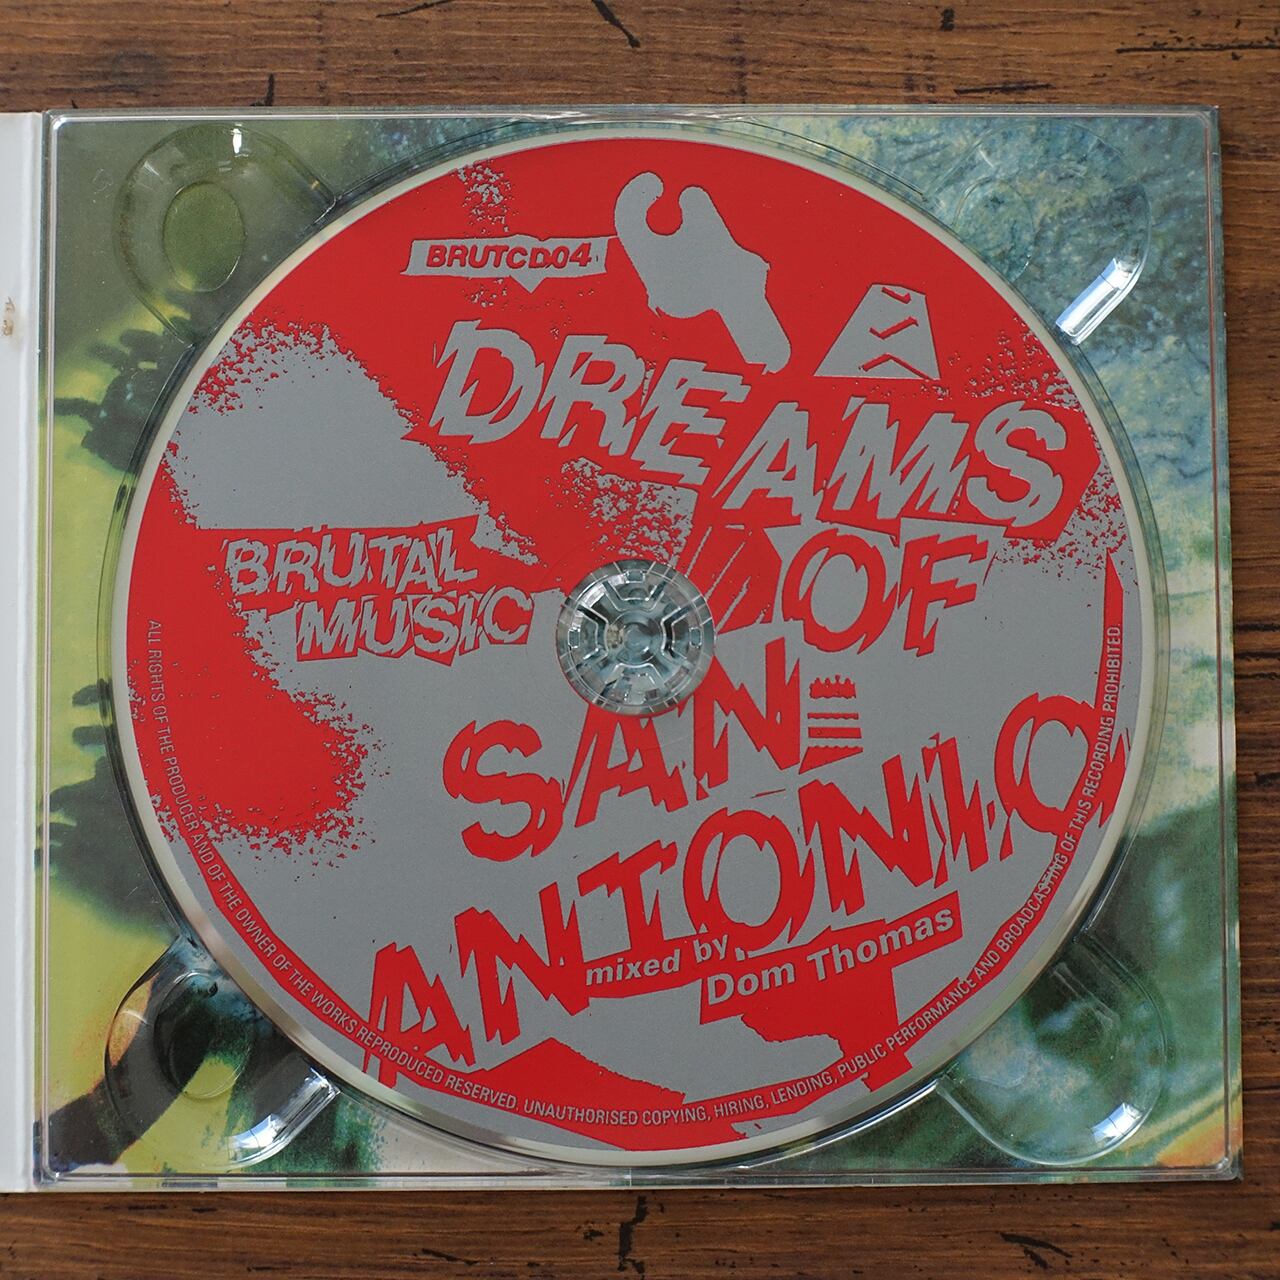 BRUTCD04
DREAMS
OF
SAN
ANTONIO
BRUTAL
MUSIC
mixed by
Dom Thomas
ALL RIGHTS OF THE PRODUCER AND OF THE OWNER OF THE WORKS REPRODUCED RESERVED. UNAUTHORISED COPYING, HIRING, LENDING, PUBLIC PERFORMANCE AND BROADCASTING OF THIS RECORDING PROHIBITED.